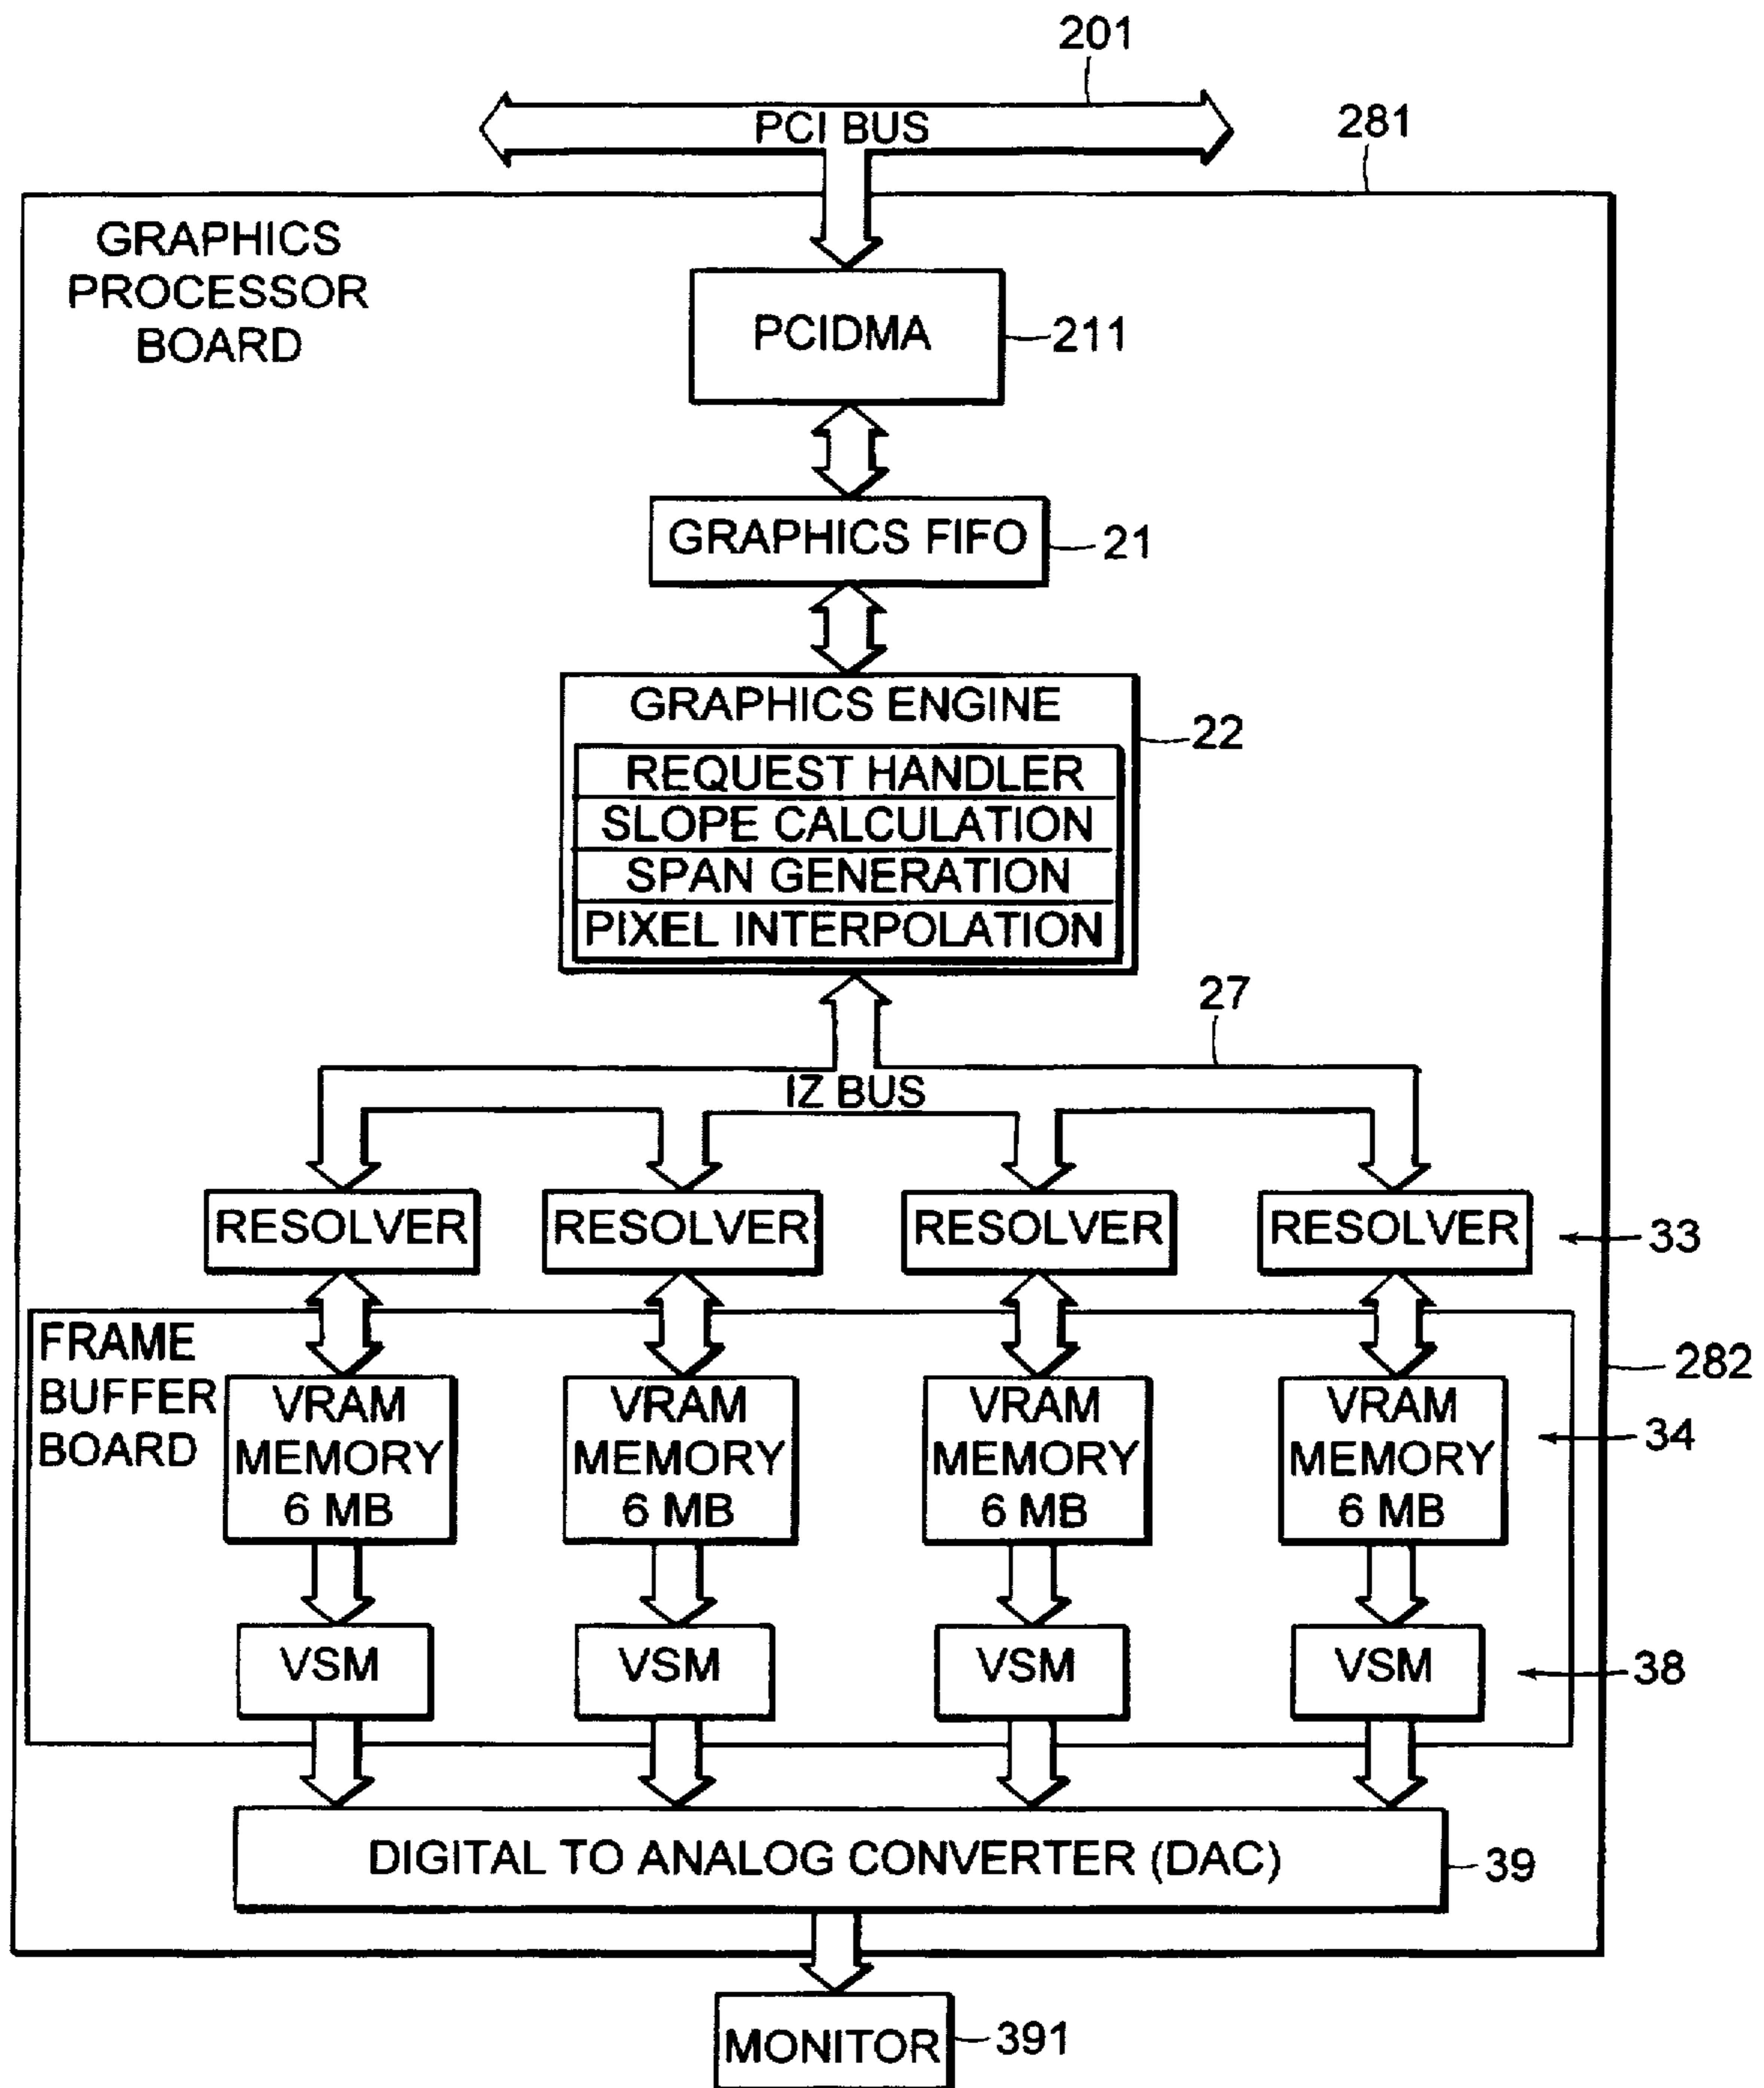 201
PCI BUS
281
GRAPHICS
PROCESSOR
BOARD
PCIDMA
211
GRAPHICS FIFO
21
GRAPHICS ENGINE
22
REQUEST HANDLER
SLOPE CALCULATION
SPAN GENERATION
PIXEL INTERPOLATION
27
IZ BUS
RESOLVER RESOLVER RESOLVER RESOLVER
33
FRAME
BUFFER
BOARD
282
VRAM VRAM VRAM VRAM
MEMORY MEMORY MEMORY MEMORY
6 MB 6 MB 6 MB 6 MB
34
VSM VSM VSM VSM
38
DIGITAL TO ANALOG CONVERTER (DAC)
39
MONITOR
391